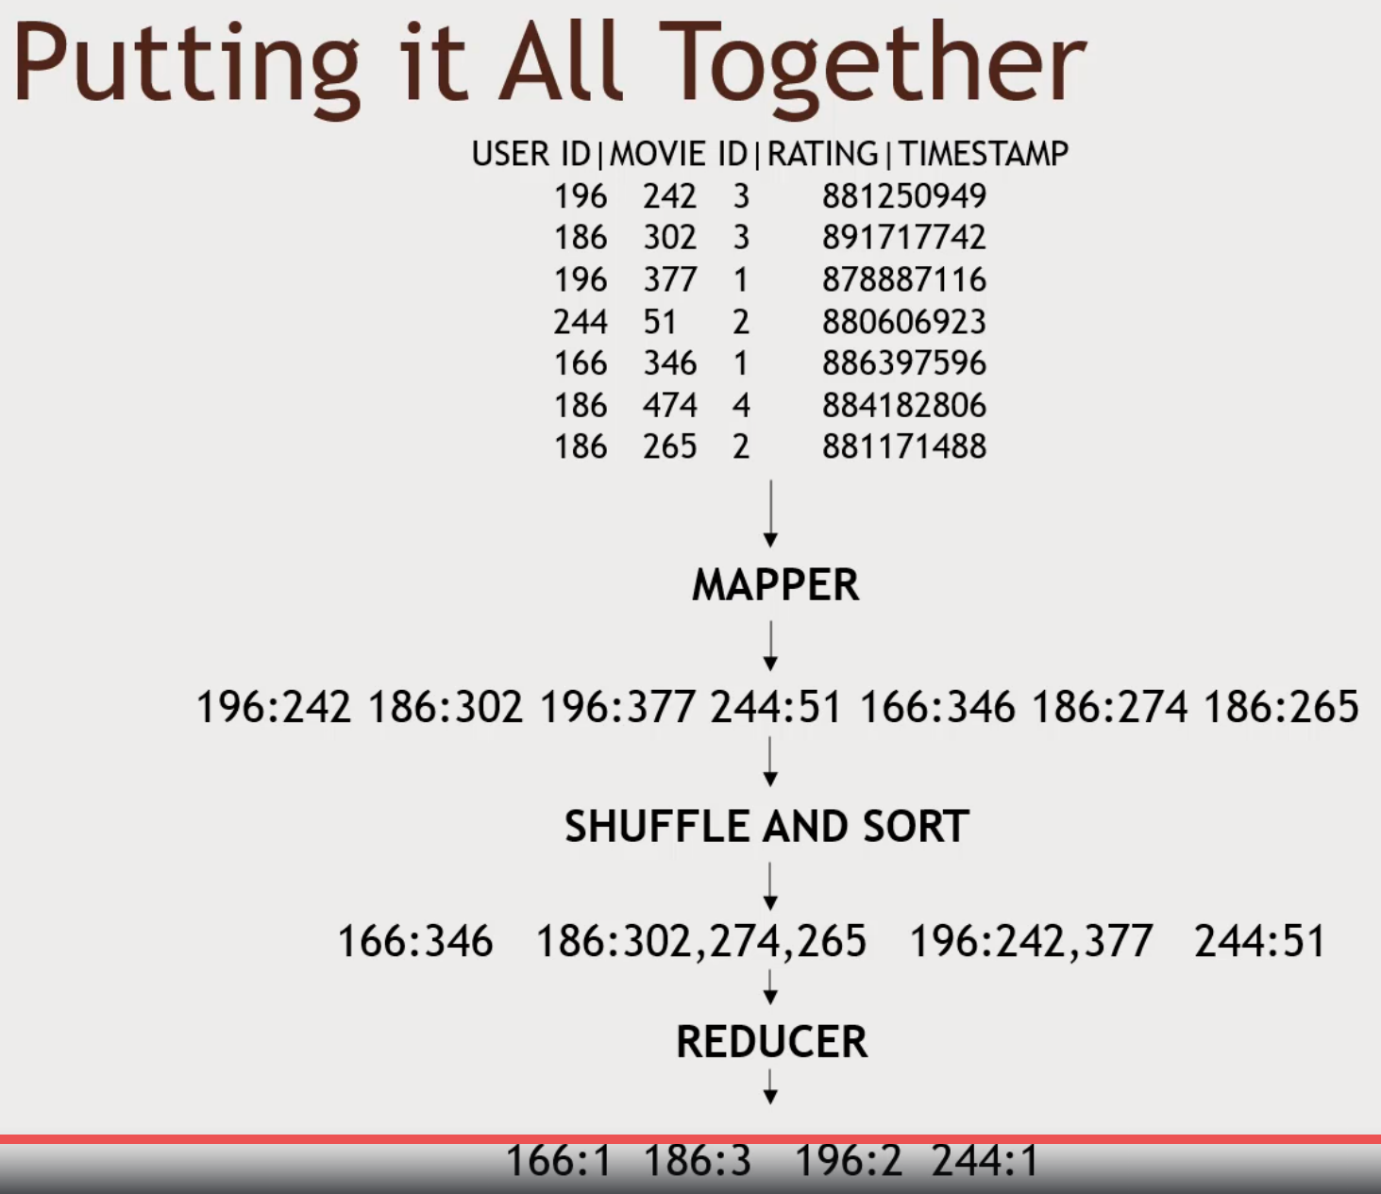 Putting it All Together
USER ID|MOVIE ID|RATING|TIMESTAMP
196 242 3 881250949
186 302 3 891717742
196 377 1 878887116
244 51 2 880606923
166 346 1 886397596
186 474 4 884182806
186 265 2 881171488
MAPPER
196:242 186:302 196:377 244:51 166:346 186:274 186:265
SHUFFLE AND SORT
166:346 186:302,274,265 196:242,377 244:51
REDUCER
166:1 186:3 196:2 244:1